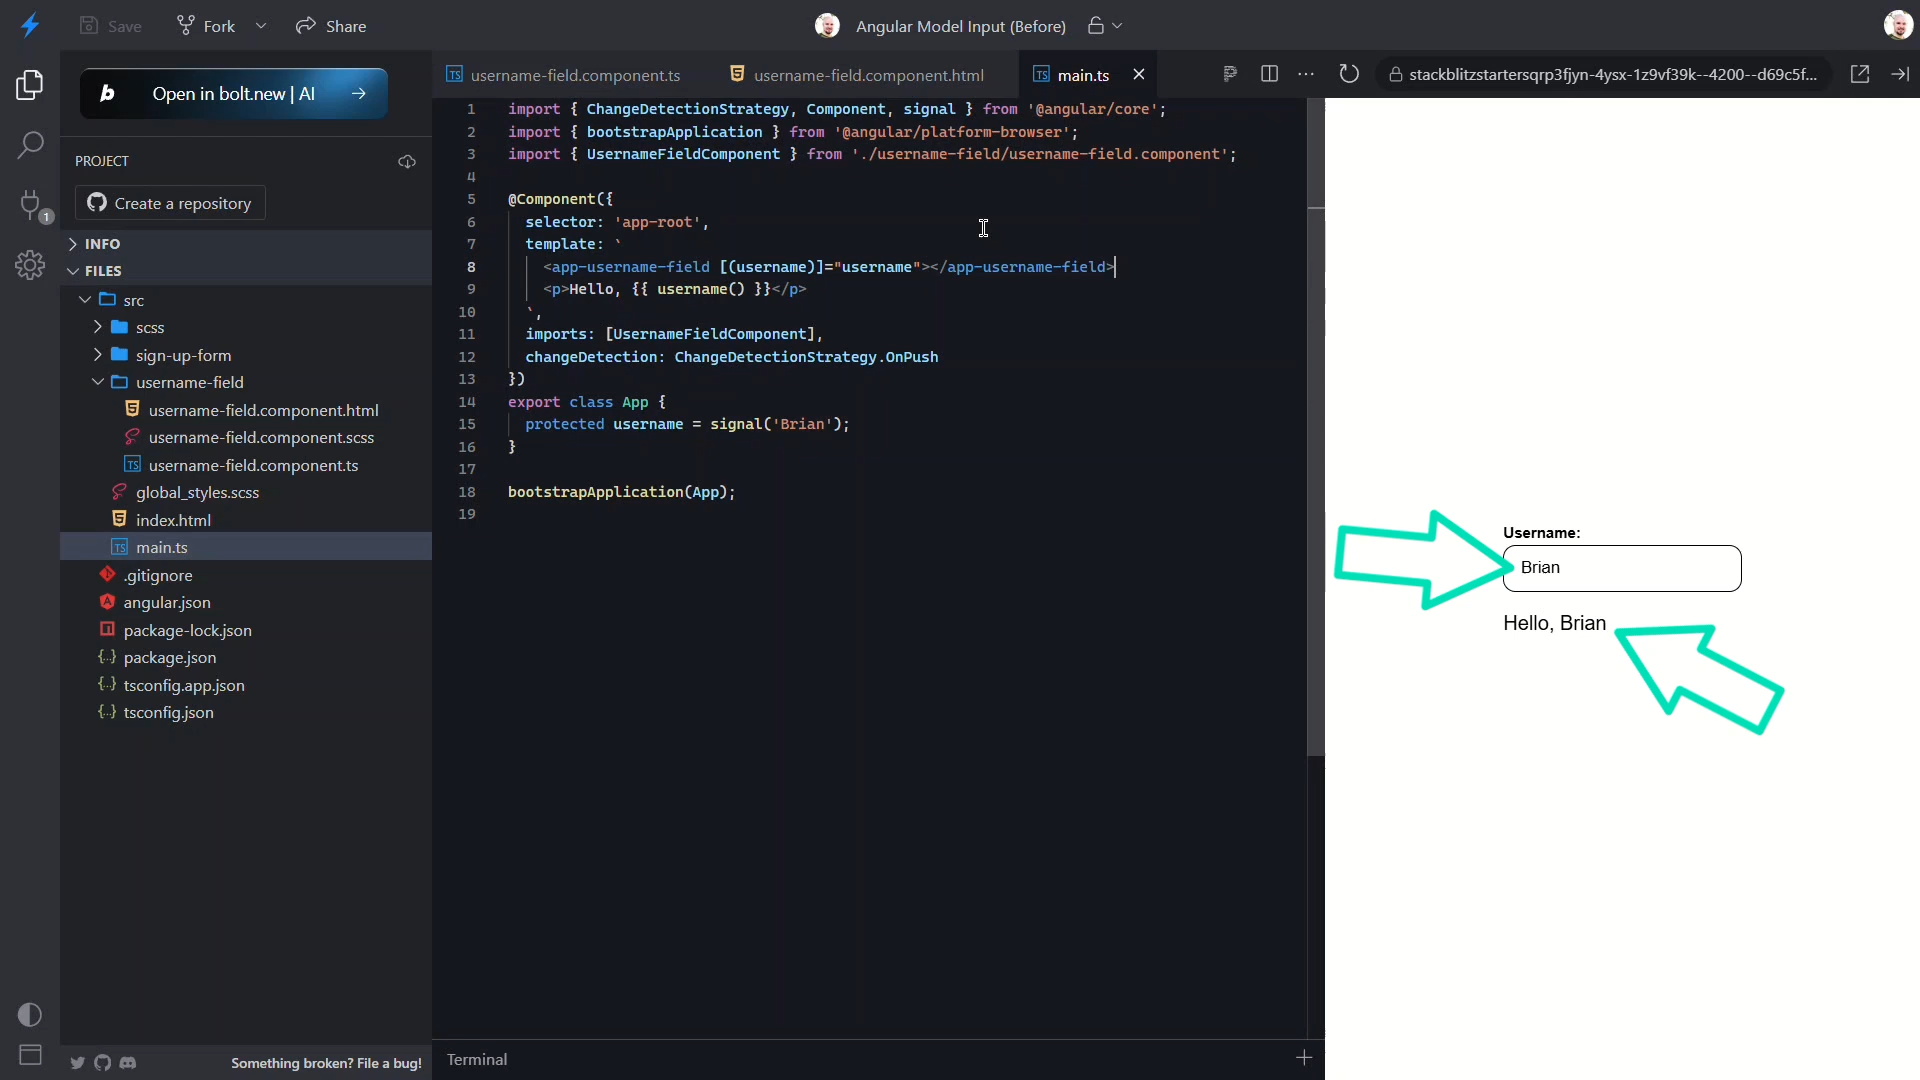 Save
Fork
Share
Angular Model Input (Before)
Open in bolt.new | AI
PROJECT
Create a repository
INFO
FILES
src
scss
sign-up-form
username-field
username-field.component.html
username-field.component.scss
username-field.component.ts
global_styles.scss
index.html
main.ts
.gitignore
angular.json
package-lock.json
package.json
tsconfig.app.json
tsconfig.json
1
Something broken? File a bug!
username-field.component.ts
username-field.component.html
main.ts
stackblitzstartersqrp3fjyn-4ysx-1z9vf39k--4200--d69c5f...
1 import { ChangeDetectionStrategy, Component, signal } from '@angular/core';
2 import { bootstrapApplication } from '@angular/platform-browser';
3 import { UsernameFieldComponent } from './username-field/username-field.component';
4
5 @Component({
6 selector: 'app-root',
7 template: `
8 <app-username-field [(username)]="username"></app-username-field>
9 <p>Hello, {{ username() }}</p>
10 `,
11 imports: [UsernameFieldComponent],
12 changeDetection: ChangeDetectionStrategy.OnPush
13 })
14 export class App {
15 protected username = signal('Brian');
16 }
17
18 bootstrapApplication(App);
19
Terminal
Username:
Brian
Hello, Brian